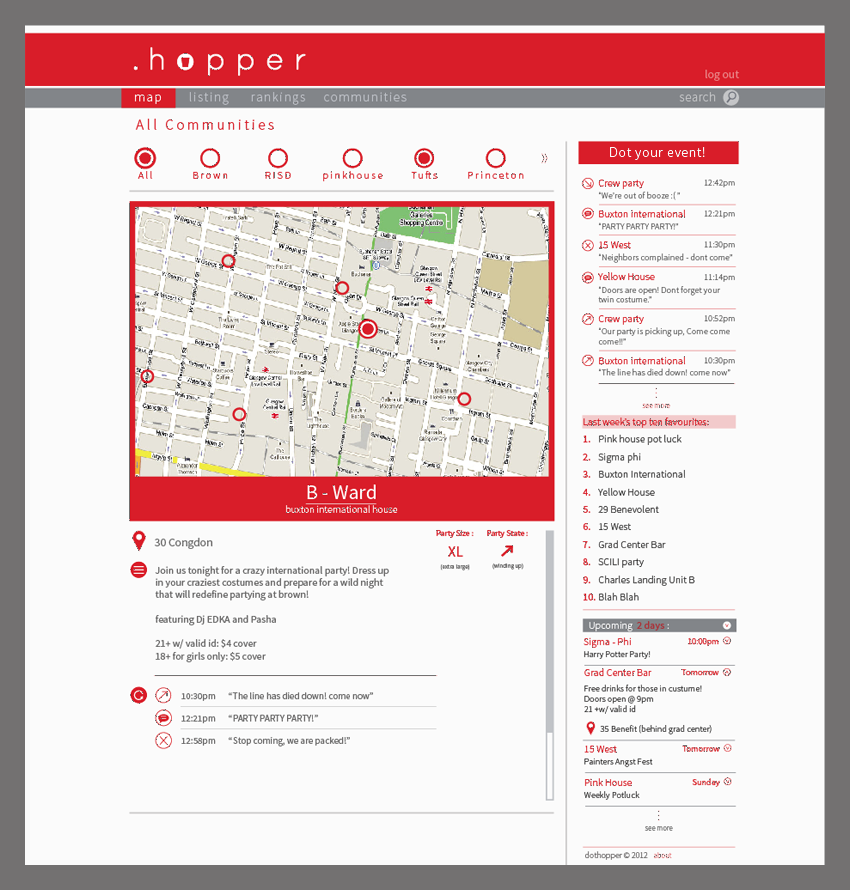 .hopper
log out
map listing rankings communities search
All Communities
All Brown RISD pinkhouse Tufts Princeton »
B - Ward
buxton international house
30 Congdon
Party Size : Party State :
XL
(extra large) (winding up)
Join us tonight for a crazy international party! Dress up
in your craziest costumes and prepare for a wild night
that will redefine partying at brown!
featuring Dj EDKA and Pasha
21+ w/ valid id: $4 cover
18+ for girls only: $5 cover
10:30pm “The line has died down! come now”
12:21pm “PARTY PARTY PARTY!”
12:58pm “Stop coming, we are packed!”
Dot your event!
Crew party 12:42pm
"We're out of booze :( "
Buxton international 12:21pm
"PARTY PARTY PARTY!"
15 West 11:30pm
"Neighbors complained - dont come"
Yellow House 11:14pm
"Doors are open! Dont forget your
twin costume."
Crew party 10:52pm
"Our party is picking up, Come come
come!!"
Buxton international 10:30pm
"The line has died down! come now"
see more
Last week's top ten favourites:
1. Pink house pot luck
2. Sigma phi
3. Buxton International
4. Yellow House
5. 29 Benevolent
6. 15 West
7. Grad Center Bar
8. SCILI party
9. Charles Landing Unit B
10. Blah Blah
Upcoming 2 days :
Sigma - Phi 10:00pm
Harry Potter Party!
Grad Center Bar Tomorrow
Free drinks for those in custume!
Doors open @ 9pm
21 +w/ valid id
35 Benefit (behind grad center)
15 West Tomorrow
Painters Angst Fest
Pink House Sunday
Weekly Potluck
see more
dothopper © 2012 about